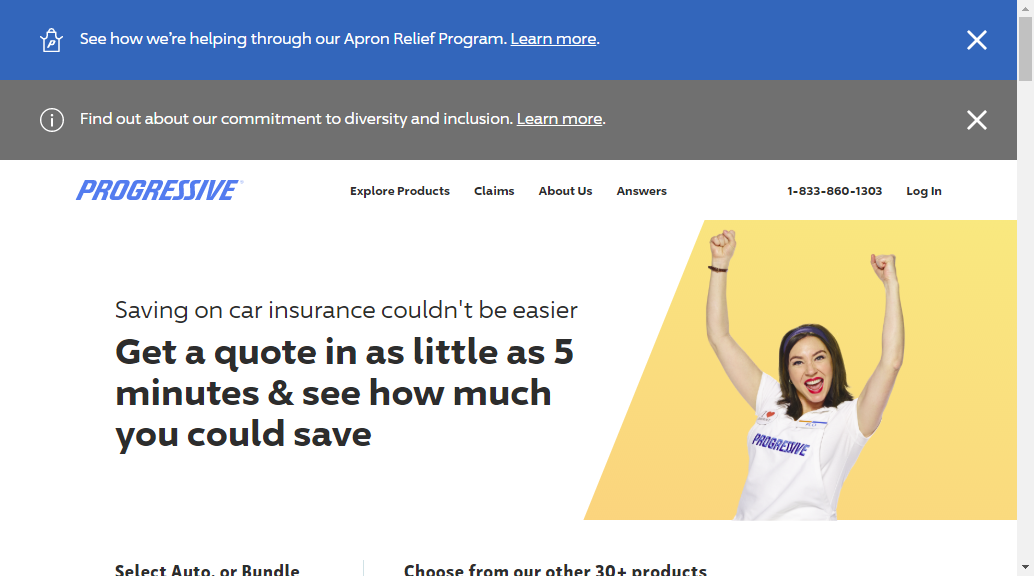 See how we’re helping through our Apron Relief Program. Learn more.
Find out about our commitment to diversity and inclusion. Learn more.
PROGRESSIVE Explore Products Claims About Us Answers 1-833-860-1303 Log In
Saving on car insurance couldn't be easier
Get a quote in as little as 5
minutes & see how much
you could save
PROGRESSIVE
Select Auto, or Bundle Choose from our other 30+ products